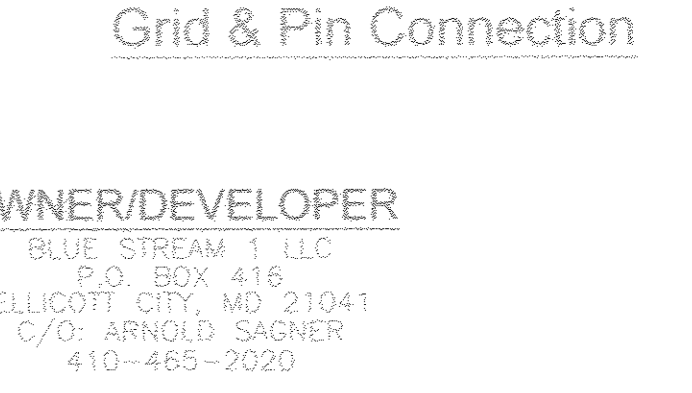 Grid & Pin Connection
WNER/DEVELOPER
BLUE STREAM 1 LLC
P.O. BOX 416
ELLICOTT CITY, MD 21041
C/O: ARNOLD SAGNER
410-465-2020